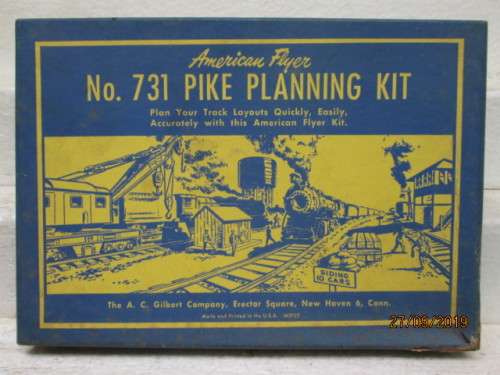 American Flyer
No. 731 PIKE PLANNING KIT
Plan Your Track Layouts Quickly, Easily,
Accurately with this American Flyer Kit.
SIDING
10 CARS
The A. C. Gilbert Company, Erector Square, New Haven 6, Conn.
Made and Printed in the U.S.A.
27/09/2019